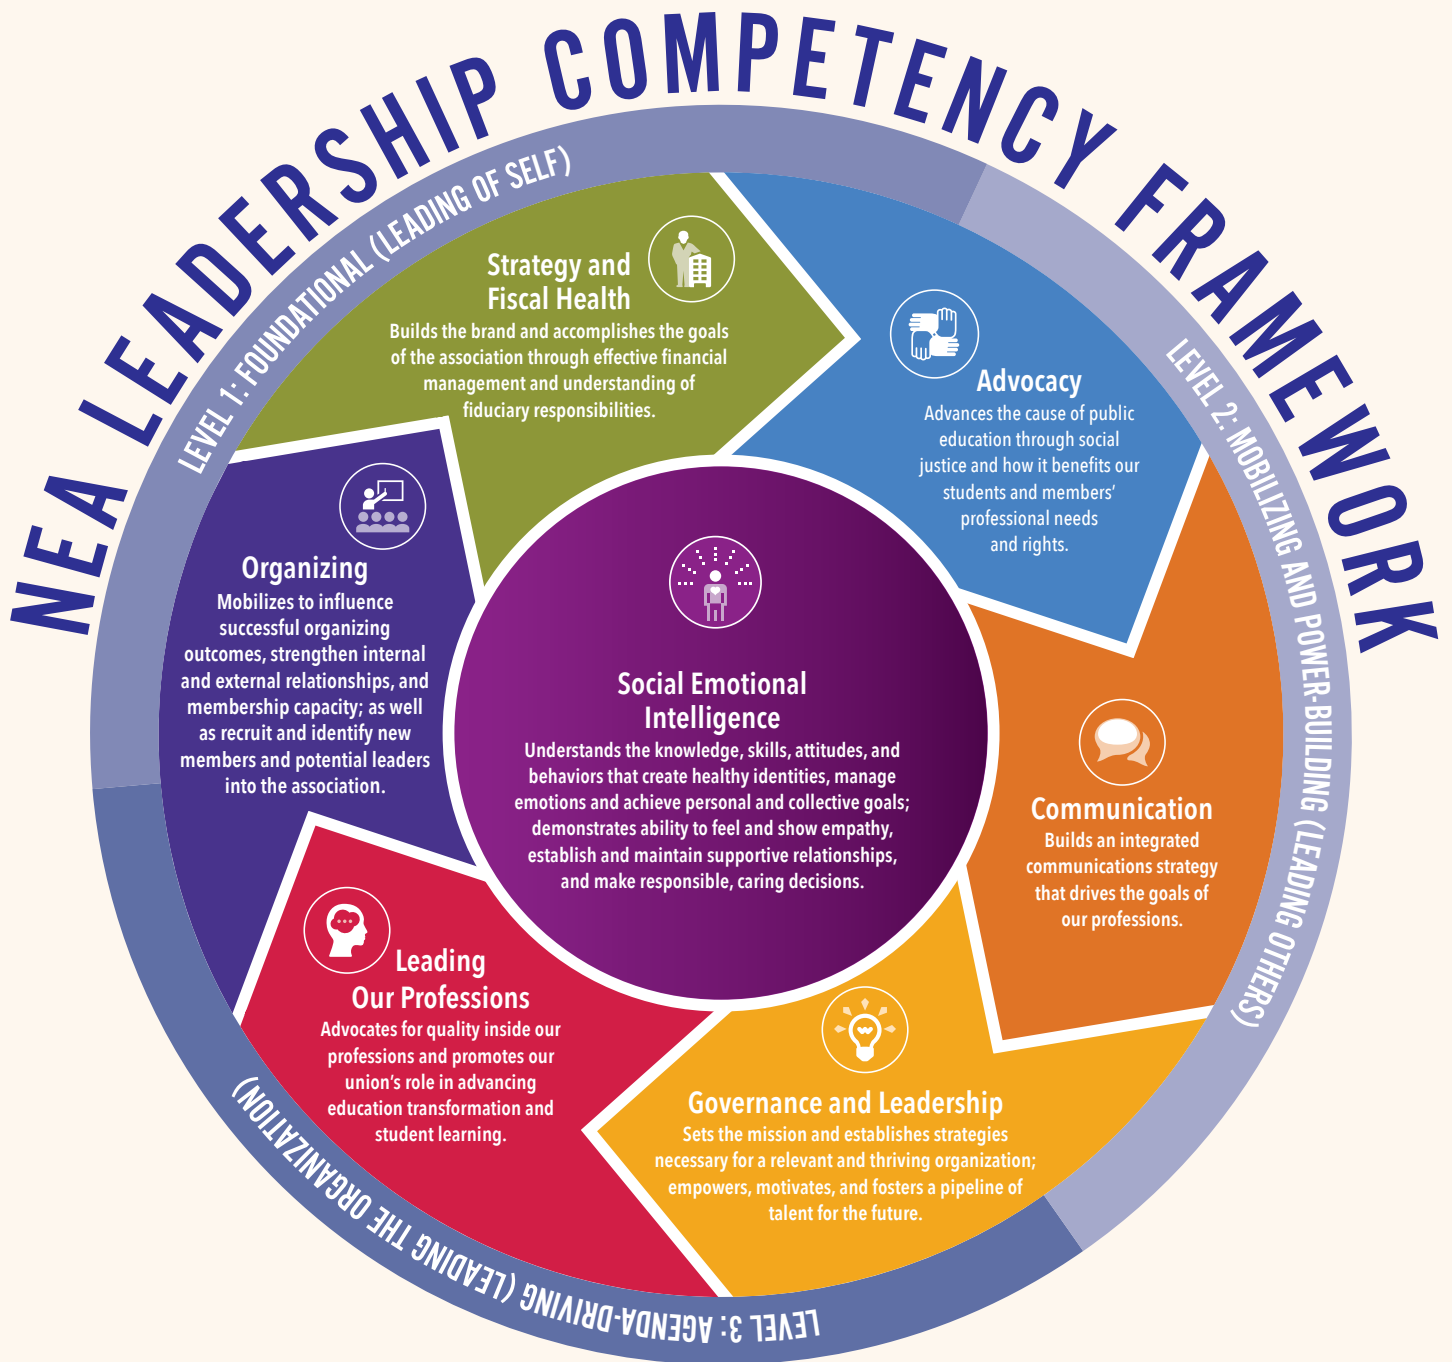 NEA LEADERSHIP COMPETENCY FRAMEWORK
LEVEL 1: FOUNDATIONAL (LEADING OF SELF)
LEVEL 2: MOBILIZING AND POWER-BUILDING (LEADING OTHERS)
LEVEL 3: AGENDA-DRIVING (LEADING THE ORGANIZATION)
Strategy and
Fiscal Health
Builds the brand and accomplishes the goals
of the association through effective financial
management and understanding of
fiduciary responsibilities.
Advocacy
Advances the cause of public
education through social
justice and how it benefits our
students and members’
professional needs
and rights.
Communication
Builds an integrated
communications strategy
that drives the goals of
our professions.
Governance and Leadership
Sets the mission and establishes strategies
necessary for a relevant and thriving organization;
empowers, motivates, and fosters a pipeline of
talent for the future.
Leading
Our Professions
Advocates for quality inside our
professions and promotes our
union’s role in advancing
education transformation and
student learning.
Organizing
Mobilizes to influence
successful organizing
outcomes, strengthen internal
and external relationships, and
membership capacity; as well
as recruit and identify new
members and potential leaders
into the association.
Social Emotional
Intelligence
Understands the knowledge, skills, attitudes, and
behaviors that create healthy identities, manage
emotions and achieve personal and collective goals;
demonstrates ability to feel and show empathy,
establish and maintain supportive relationships,
and make responsible, caring decisions.